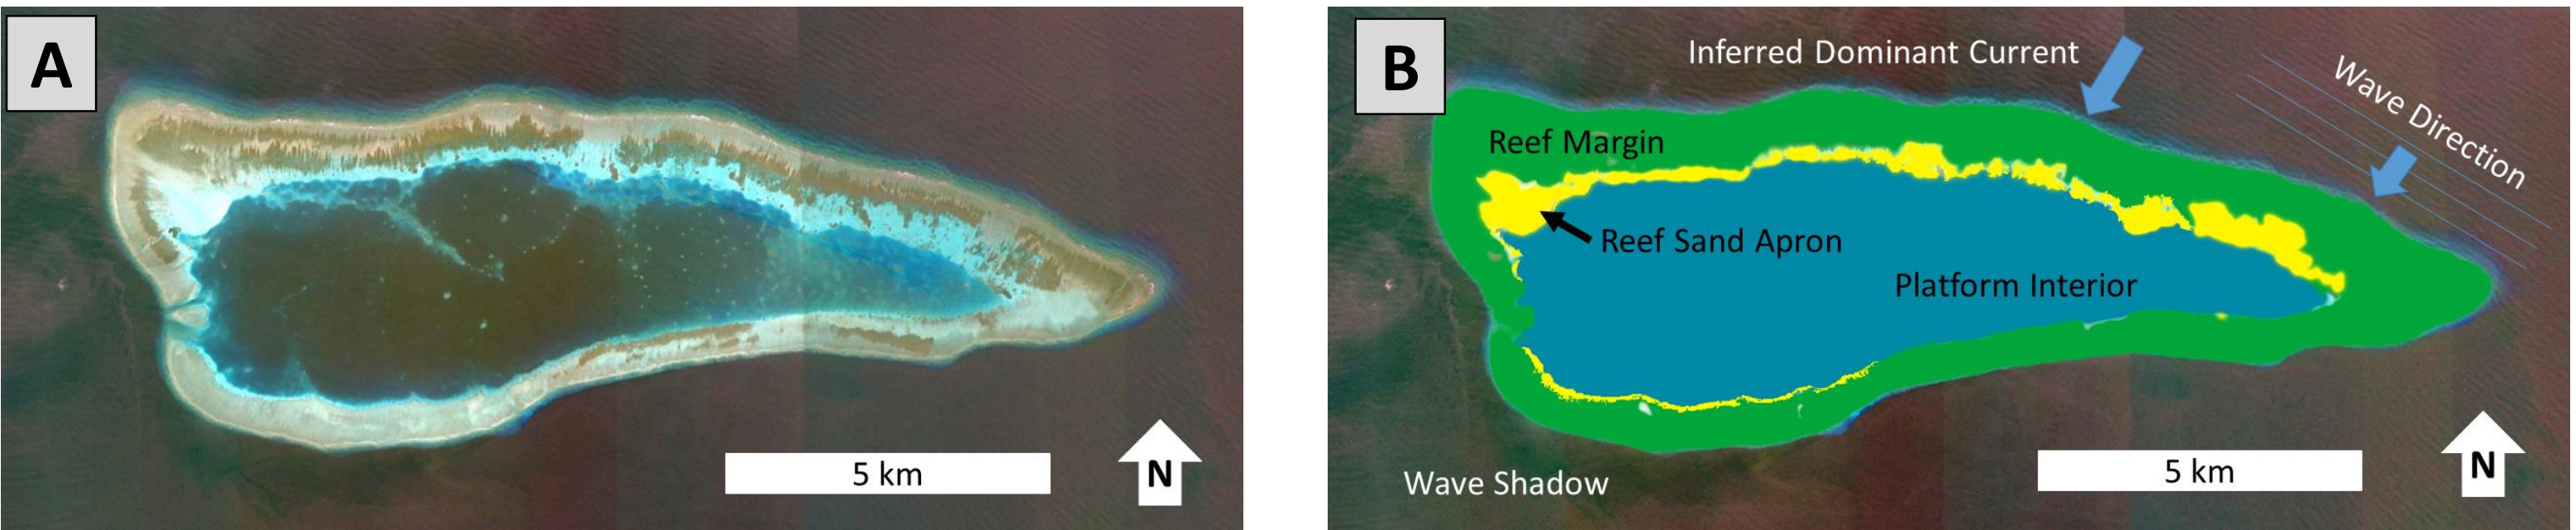 A
5 km
N
B
Inferred Dominant Current
Wave Direction
Reef Margin
Reef Sand Apron
Platform Interior
Wave Shadow
5 km
N